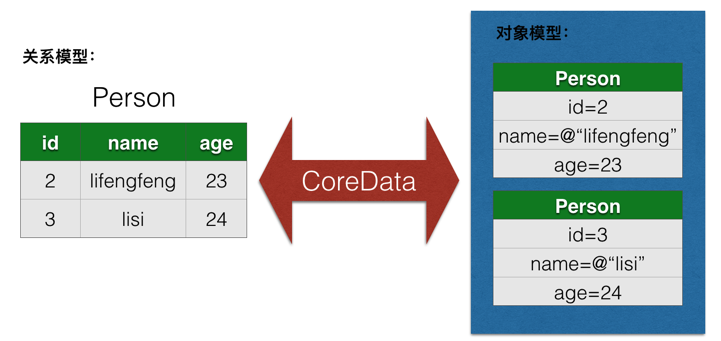 关系模型：
Person
id name age
2 lifengfeng 23
3 lisi 24
CoreData
对象模型：
Person
id=2
name=@“lifengfeng”
age=23
Person
id=3
name=@“lisi”
age=24